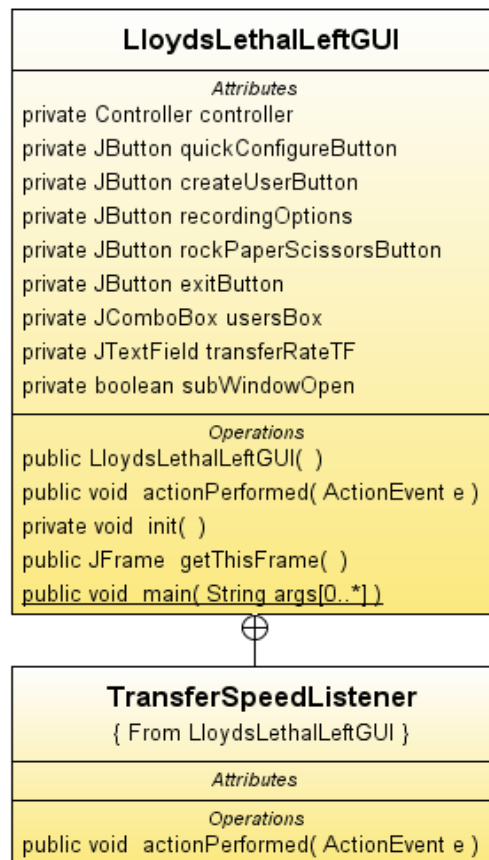 LloydsLethalLeftGUI
Attributes
private Controller controller
private JButton quickConfigureButton
private JButton createUserButton
private JButton recordingOptions
private JButton rockPaperScissorsButton
private JButton exitButton
private JComboBox usersBox
private JTextField transferRateTF
private boolean subWindowOpen
Operations
public LloydsLethalLeftGUI( )
public void actionPerformed( ActionEvent e )
private void init( )
public JFrame getThisFrame( )
public void main( String args[0..*] )
TransferSpeedListener
{ From LloydsLethalLeftGUI }
Attributes
Operations
public void actionPerformed( ActionEvent e )